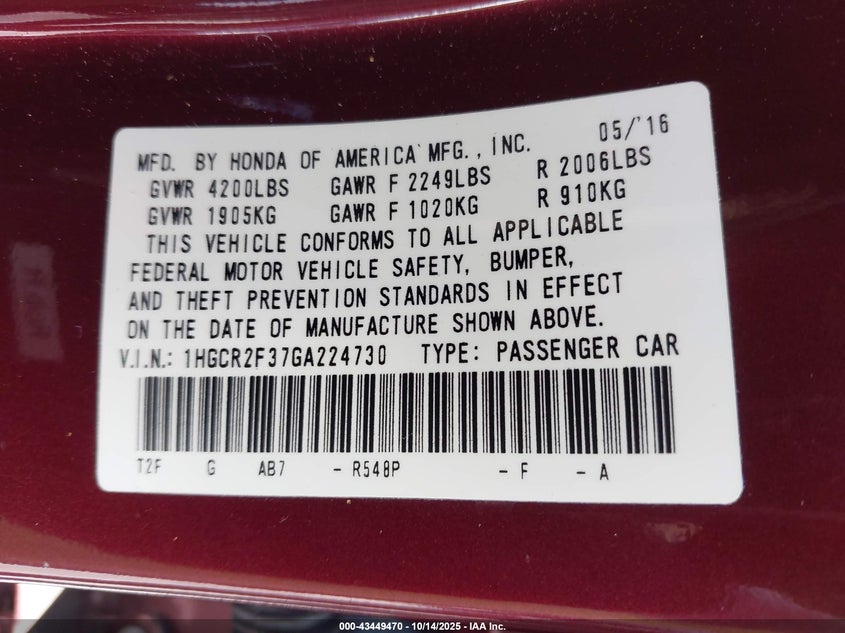 05/'16
MFD. BY HONDA OF AMERICA MFG., INC.
GVWR 4200LBS GAWR F 2249LBS R 2006LBS
GVWR 1905KG GAWR F 1020KG R 910KG
THIS VEHICLE CONFORMS TO ALL APPLICABLE
FEDERAL MOTOR VEHICLE SAFETY, BUMPER,
AND THEFT PREVENTION STANDARDS IN EFFECT
ON THE DATE OF MANUFACTURE SHOWN ABOVE.
V.I.N.: 1HGCR2F37GA224730 TYPE: PASSENGER CAR
T2F G AB7 - R548P - F - A
000-43449470 | 10/14/2025 - IAA Inc.